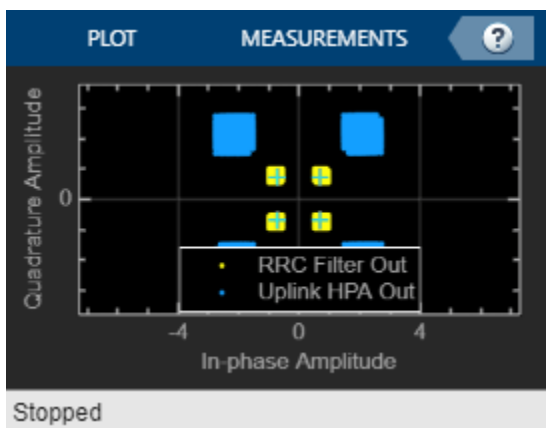 PLOT MEASUREMENTS ?
Quadrature Amplitude
0
RRC Filter Out
Uplink HPA Out
-4 0 4
In-phase Amplitude
Stopped